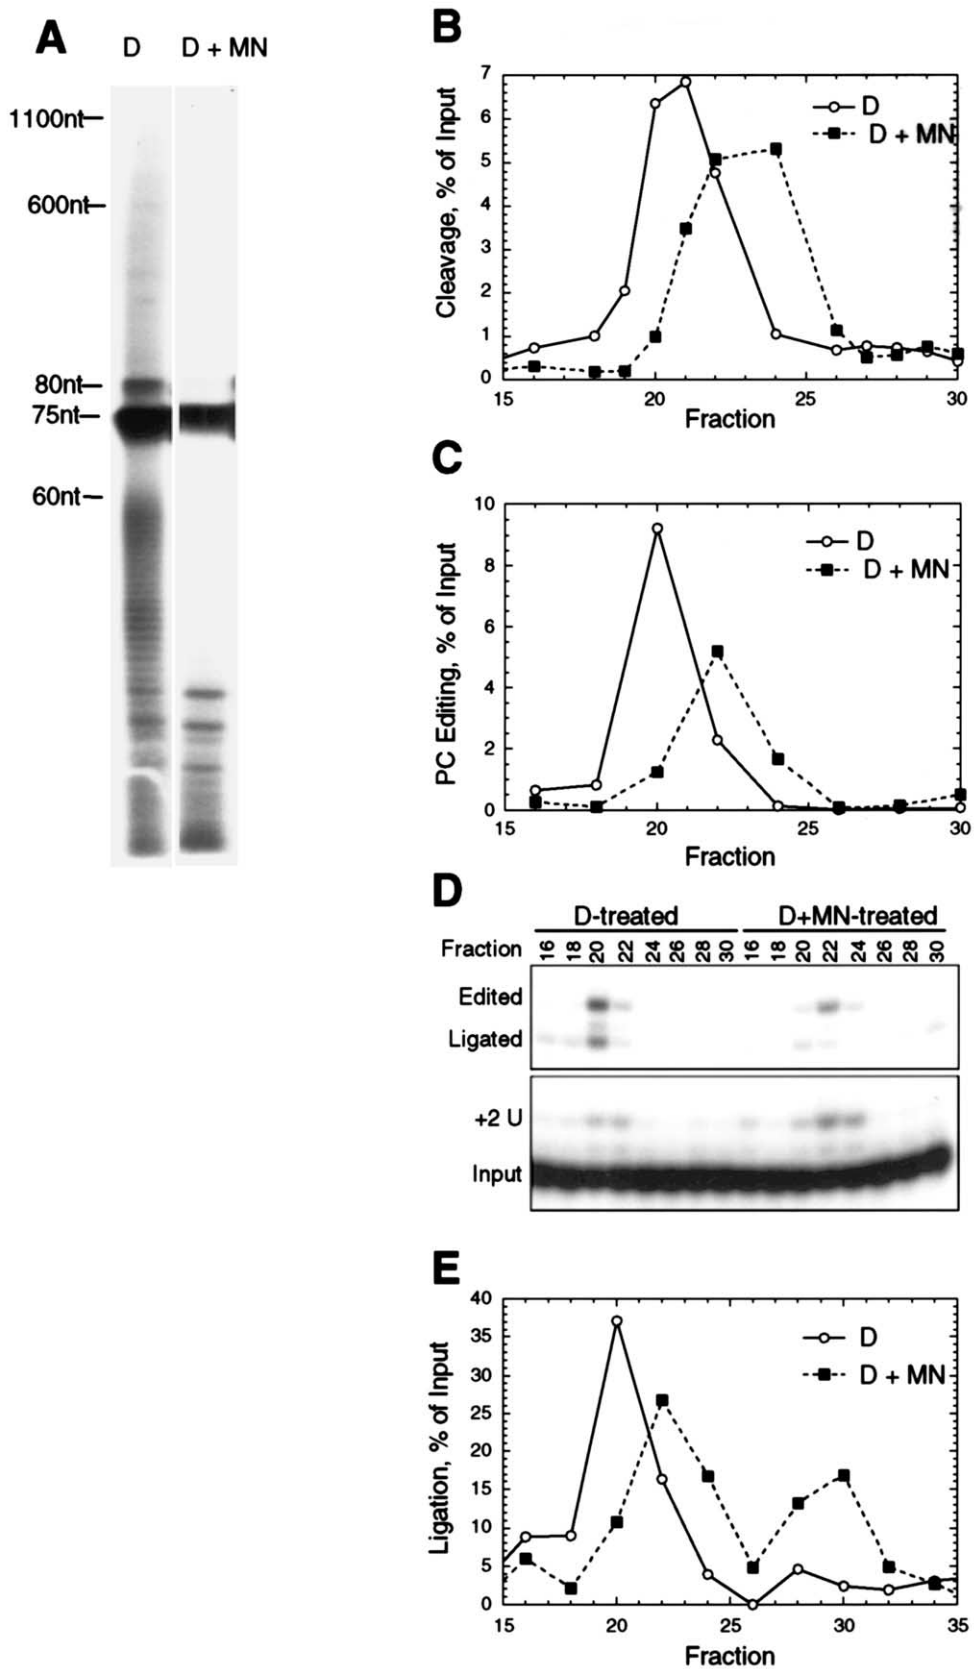 A
D D + MN
1100nt
600nt
80nt
75nt
60nt
B
7
6
5
4
3
2
1
0
15 20 25 30
Cleavage, % of Input
Fraction
D
D + MN
C
10
8
6
4
2
0
15 20 25 30
PC Editing, % of Input
Fraction
D
D + MN
D
D-treated D+MN-treated
Fraction 16 18 20 22 24 26 28 30 16 18 20 22 24 26 28 30
Edited
Ligated
+2 U
Input
E
40
35
30
25
20
15
10
5
0
15 20 25 30 35
Ligation, % of Input
Fraction
D
D + MN